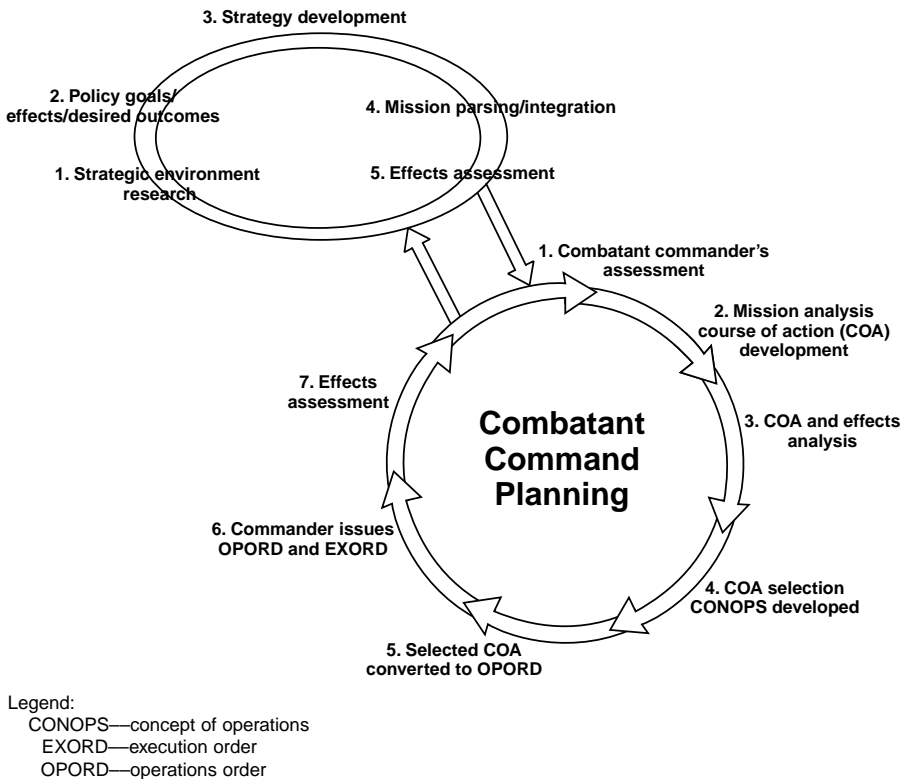 3. Strategy development
2. Policy goals/
effects/desired outcomes
4. Mission parsing/integration
1. Strategic environment
research
5. Effects assessment
1. Combatant commander’s
assessment
2. Mission analysis
course of action (COA)
development
3. COA and effects
analysis
4. COA selection
CONOPS developed
5. Selected COA
converted to OPORD
6. Commander issues
OPORD and EXORD
7. Effects
assessment
Combatant
Command
Planning
Legend:
CONOPS—concept of operations
EXORD—execution order
OPORD—operations order